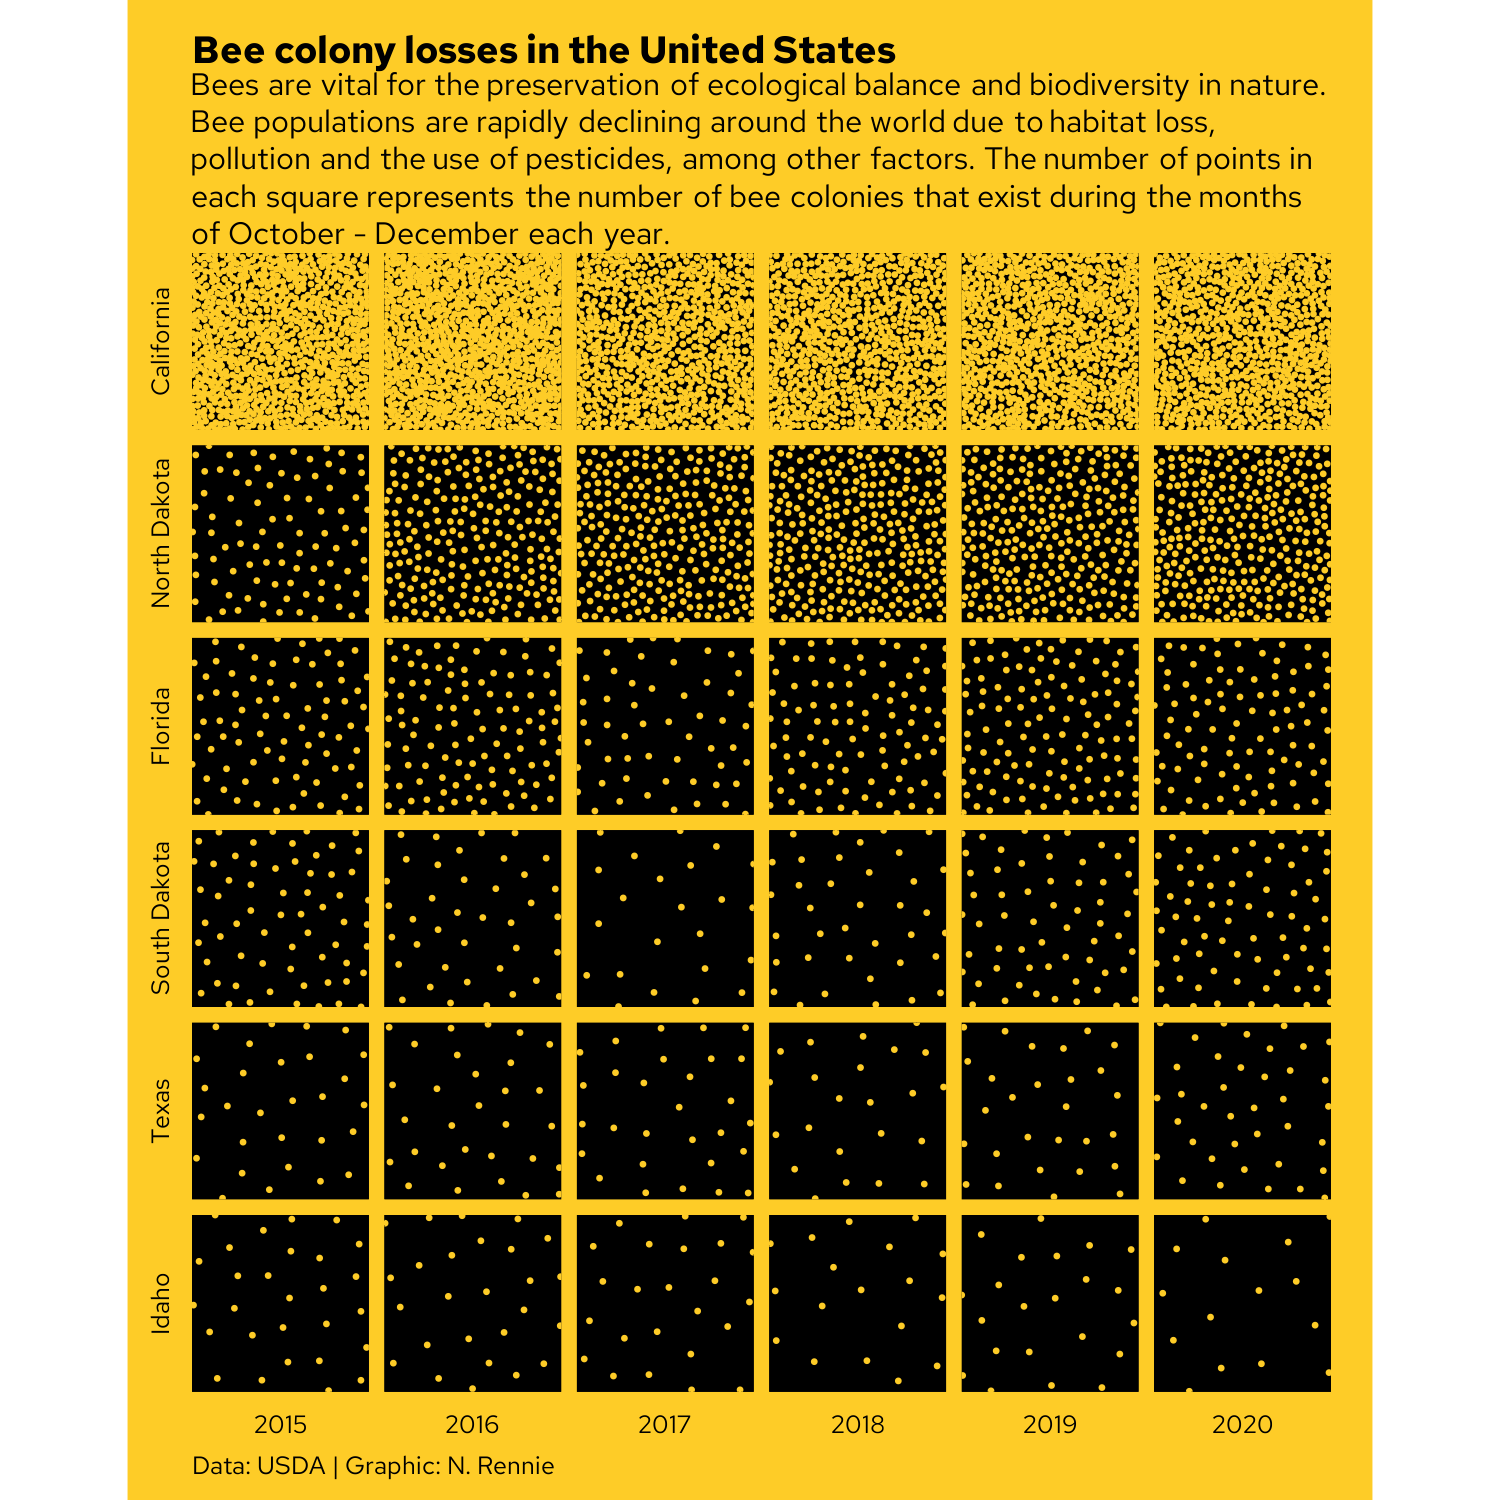 Bee colony losses in the United States
Bees are vital for the preservation of ecological balance and biodiversity in nature.
Bee populations are rapidly declining around the world due to habitat loss,
pollution and the use of pesticides, among other factors. The number of points in
each square represents the number of bee colonies that exist during the months
of October - December each year.
California
North Dakota
Florida
South Dakota
Texas
Idaho
2015 2016 2017 2018 2019 2020
Data: USDA | Graphic: N. Rennie